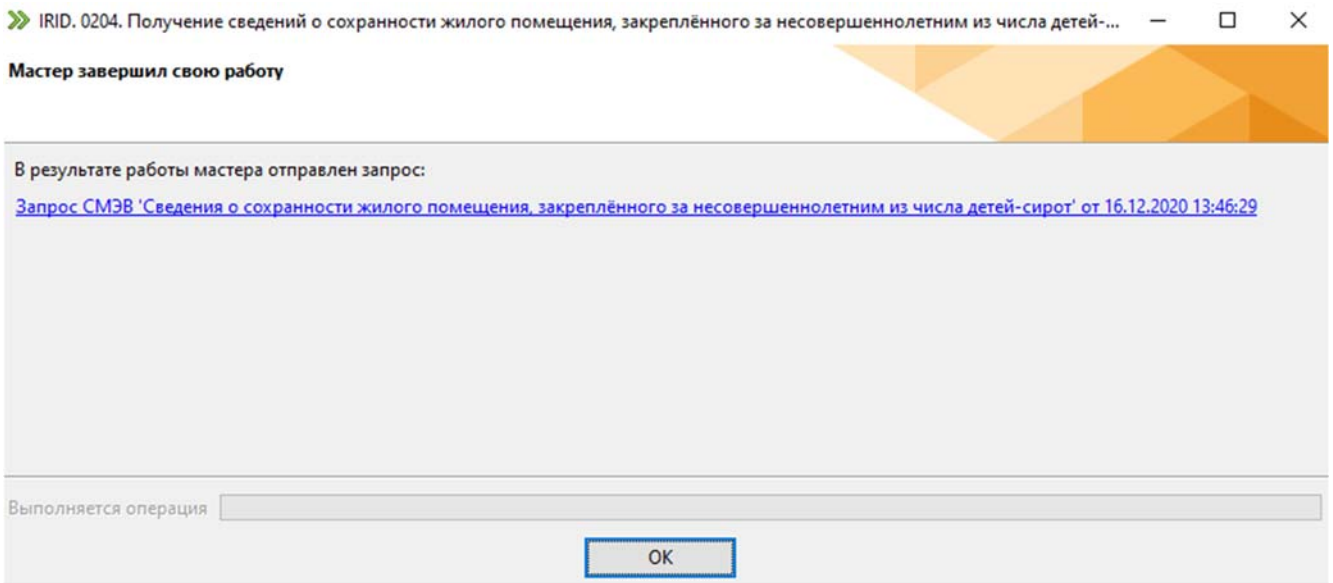 IRID. 0204. Получение сведений о сохранности жилого помещения, закреплённого за несовершеннолетним из числа детей-...
Мастер завершил свою работу
В результате работы мастера отправлен запрос:
Запрос СМЭВ 'Сведения о сохранности жилого помещения, закреплённого за несовершеннолетним из числа детей-сирот' от 16.12.2020 13:46:29
Выполняется операция
ОК